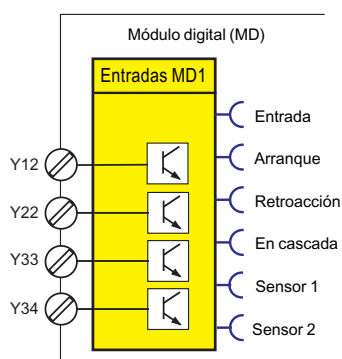 Módulo digital (MD)
Entradas MD1
Entrada
Y12
Arranque
Y22
Retroacción
Y33
En cascada
Y34
Sensor 1
Sensor 2